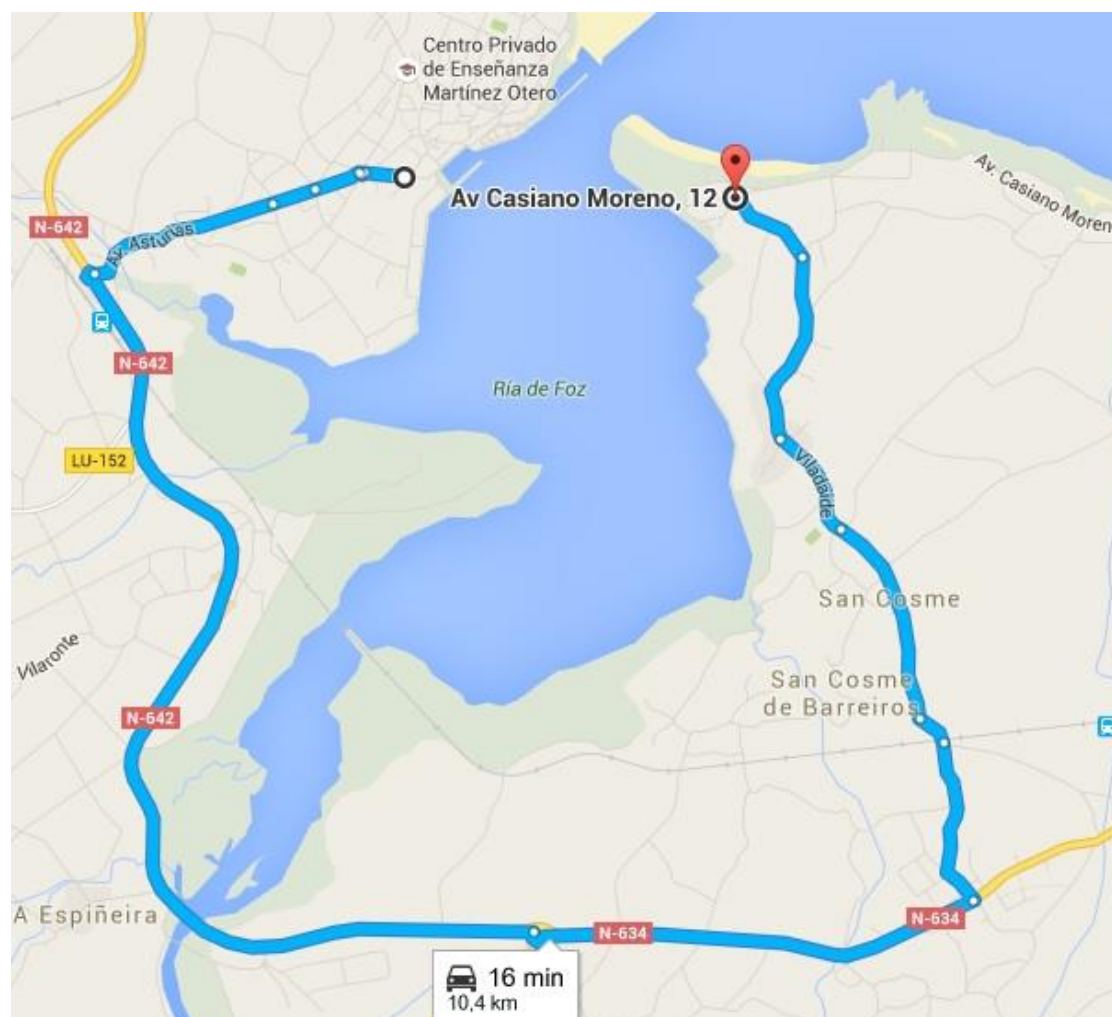 Centro Privado
de Enseñanza
Martínez Otero
Av Casiano Moreno, 12
Av. Casiano Moren
N-642
Av. Asturias
N-642
Ría de Foz
LU-152
Viladaide
San Cosme
Vilaronte
San Cosme
de Barreiros
N-642
A Espiñeira
N-634
N-634
16 min
10,4 km